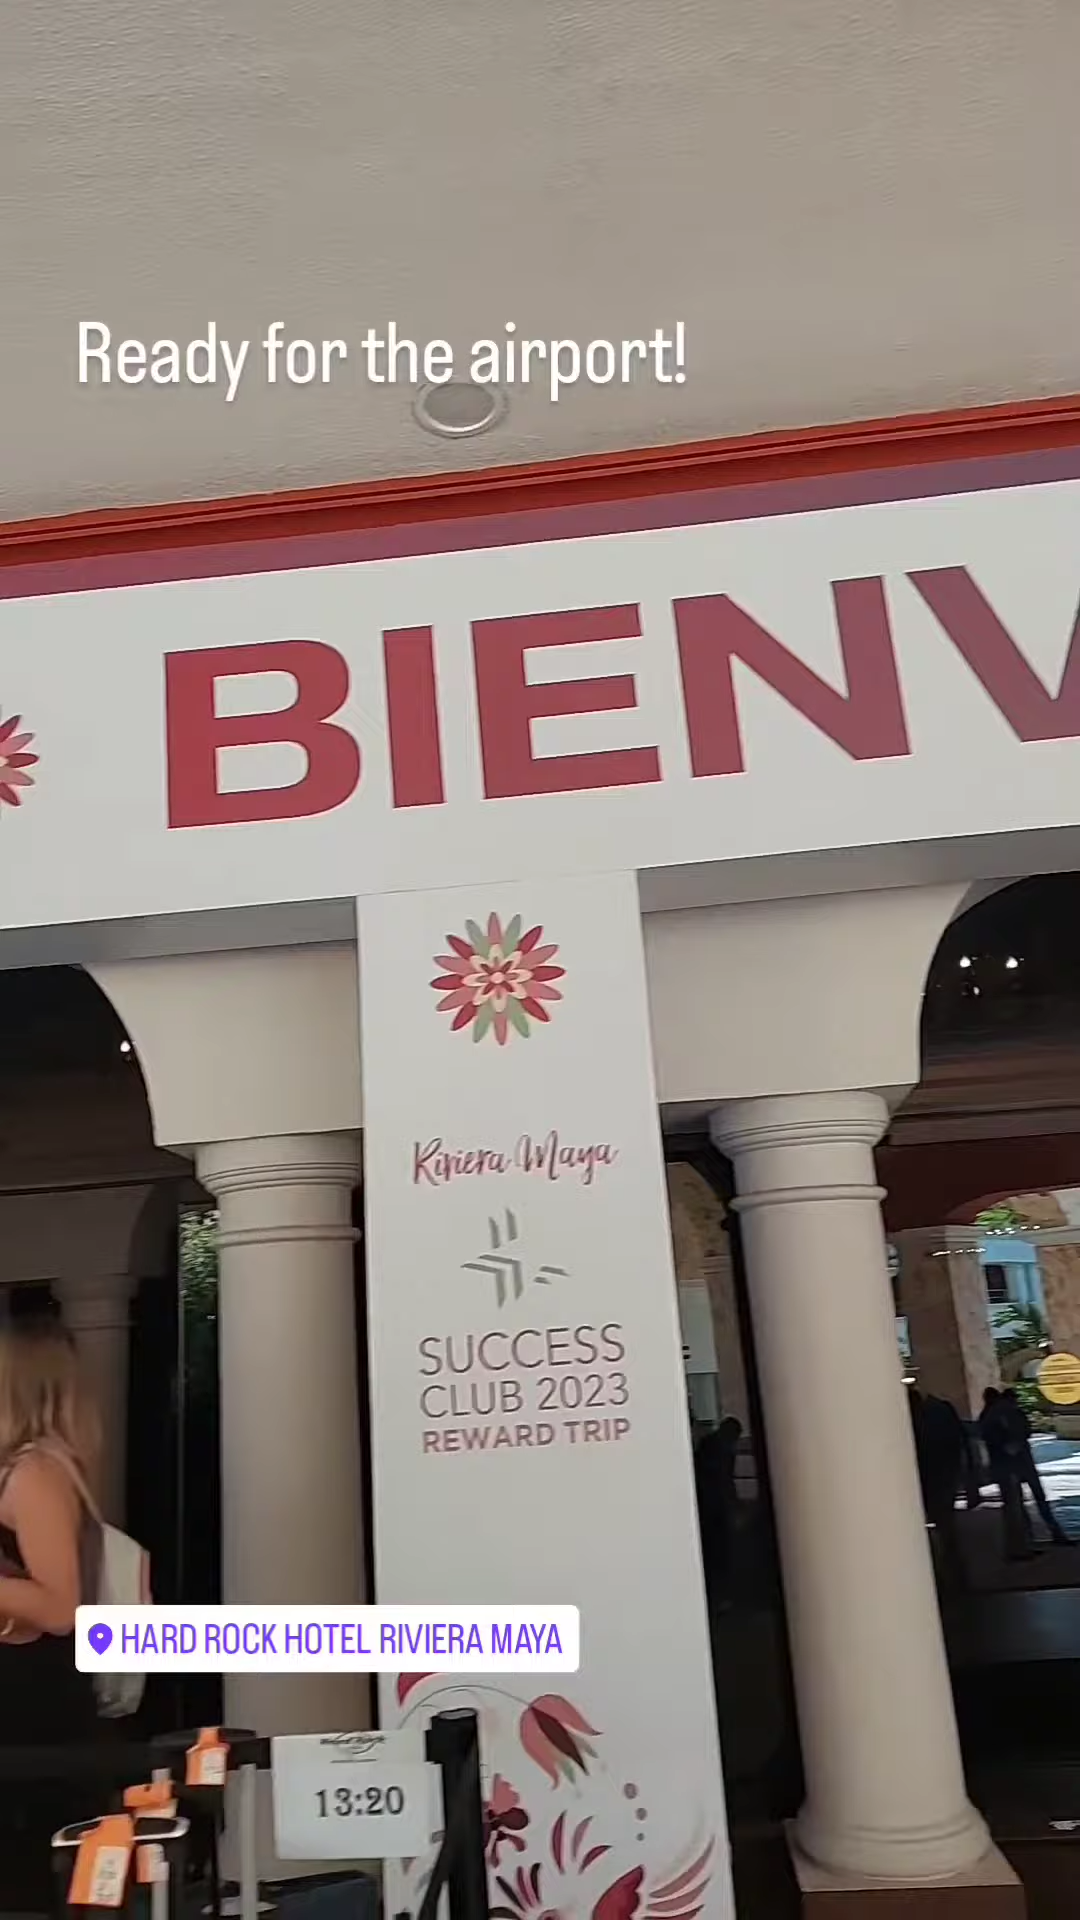 Ready for the airport!
BIENV
Riviera Maya
SUCCESS
CLUB 2023
REWARD TRIP
HARD ROCK HOTEL RIVIERA MAYA
13:20